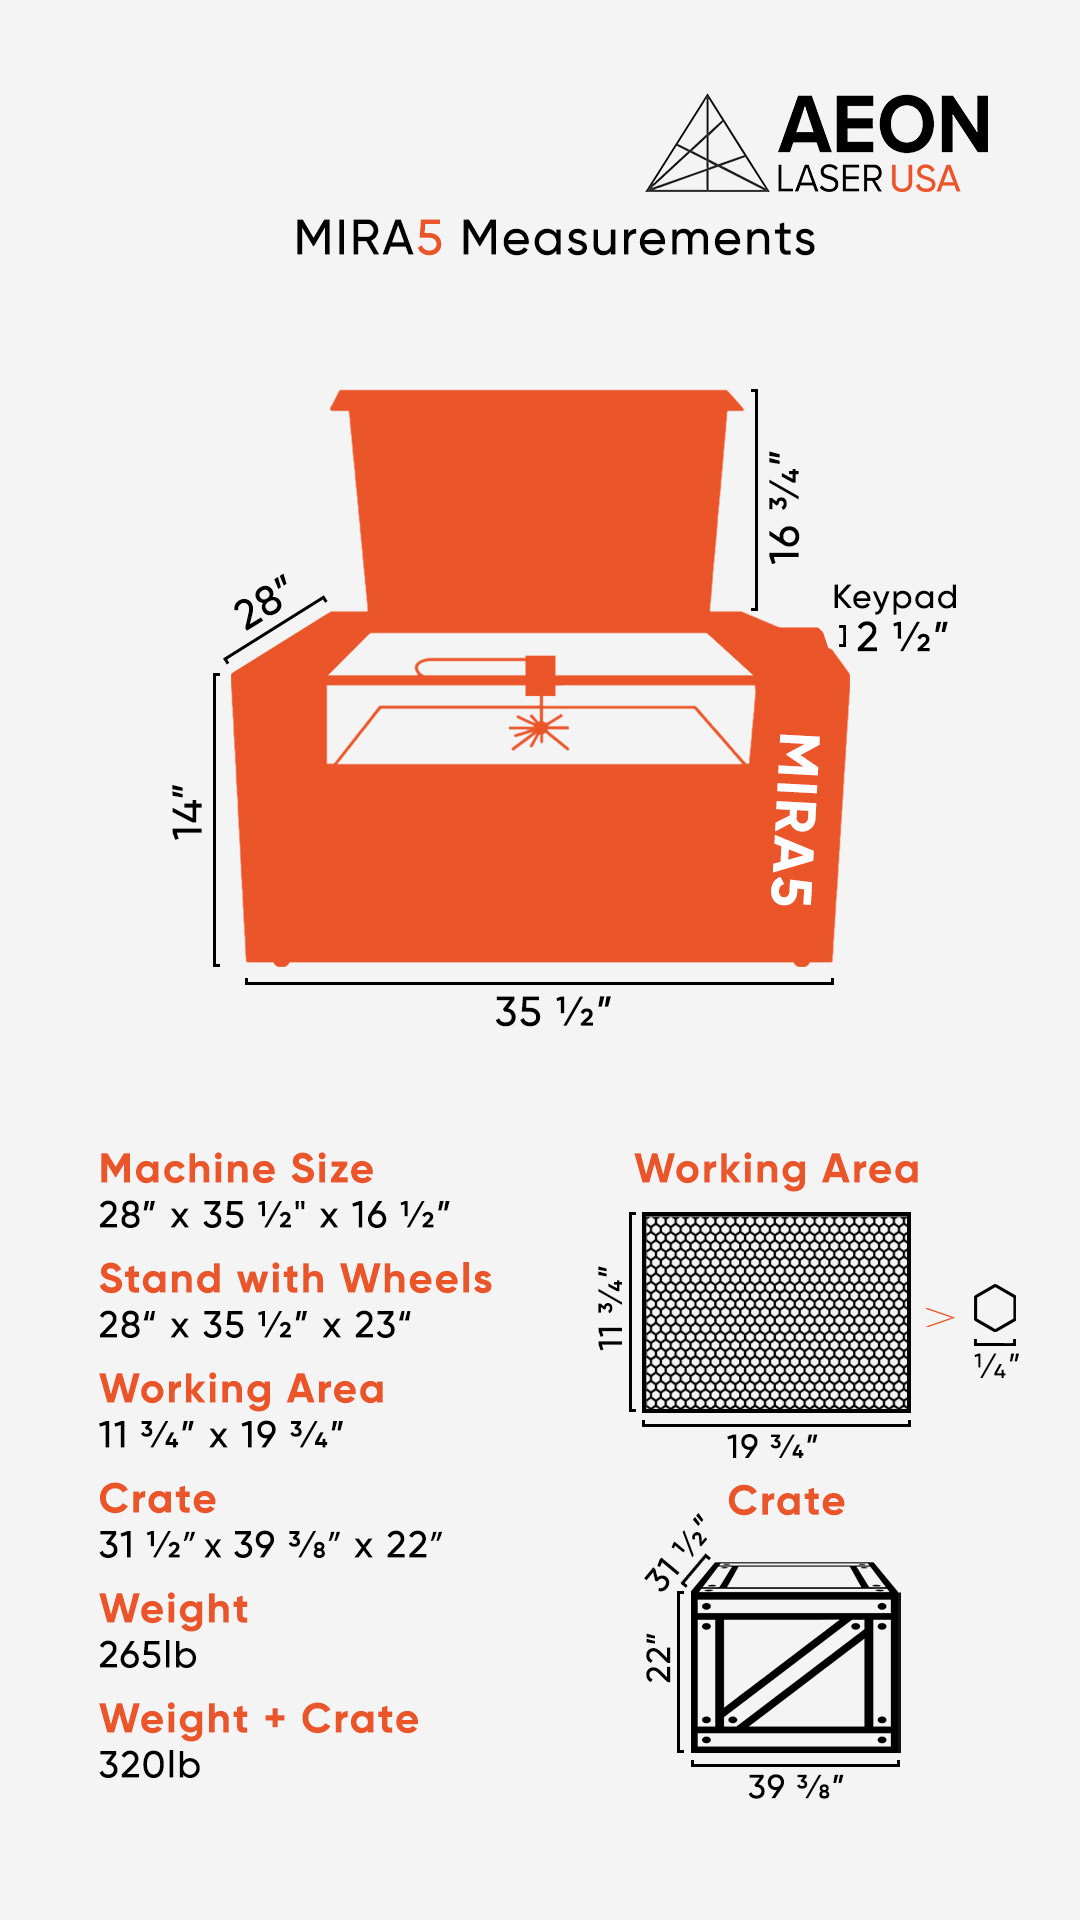 AEON
LASER USA
MIRA5 Measurements
16 ¾”
28”
Keypad
2 ½”
14”
MIRA5
35 ½”
Machine Size
28” x 35 ½" x 16 ½”
Stand with Wheels
28“ x 35 ½” x 23“
Working Area
11 ¾” x 19 ¾”
Crate
31 ½” x 39 ⅜” x 22”
Weight
265lb
Weight + Crate
320lb
Working Area
11 ¾”
>
¼”
19 ¾”
Crate
31 ½”
22”
39 ⅜”